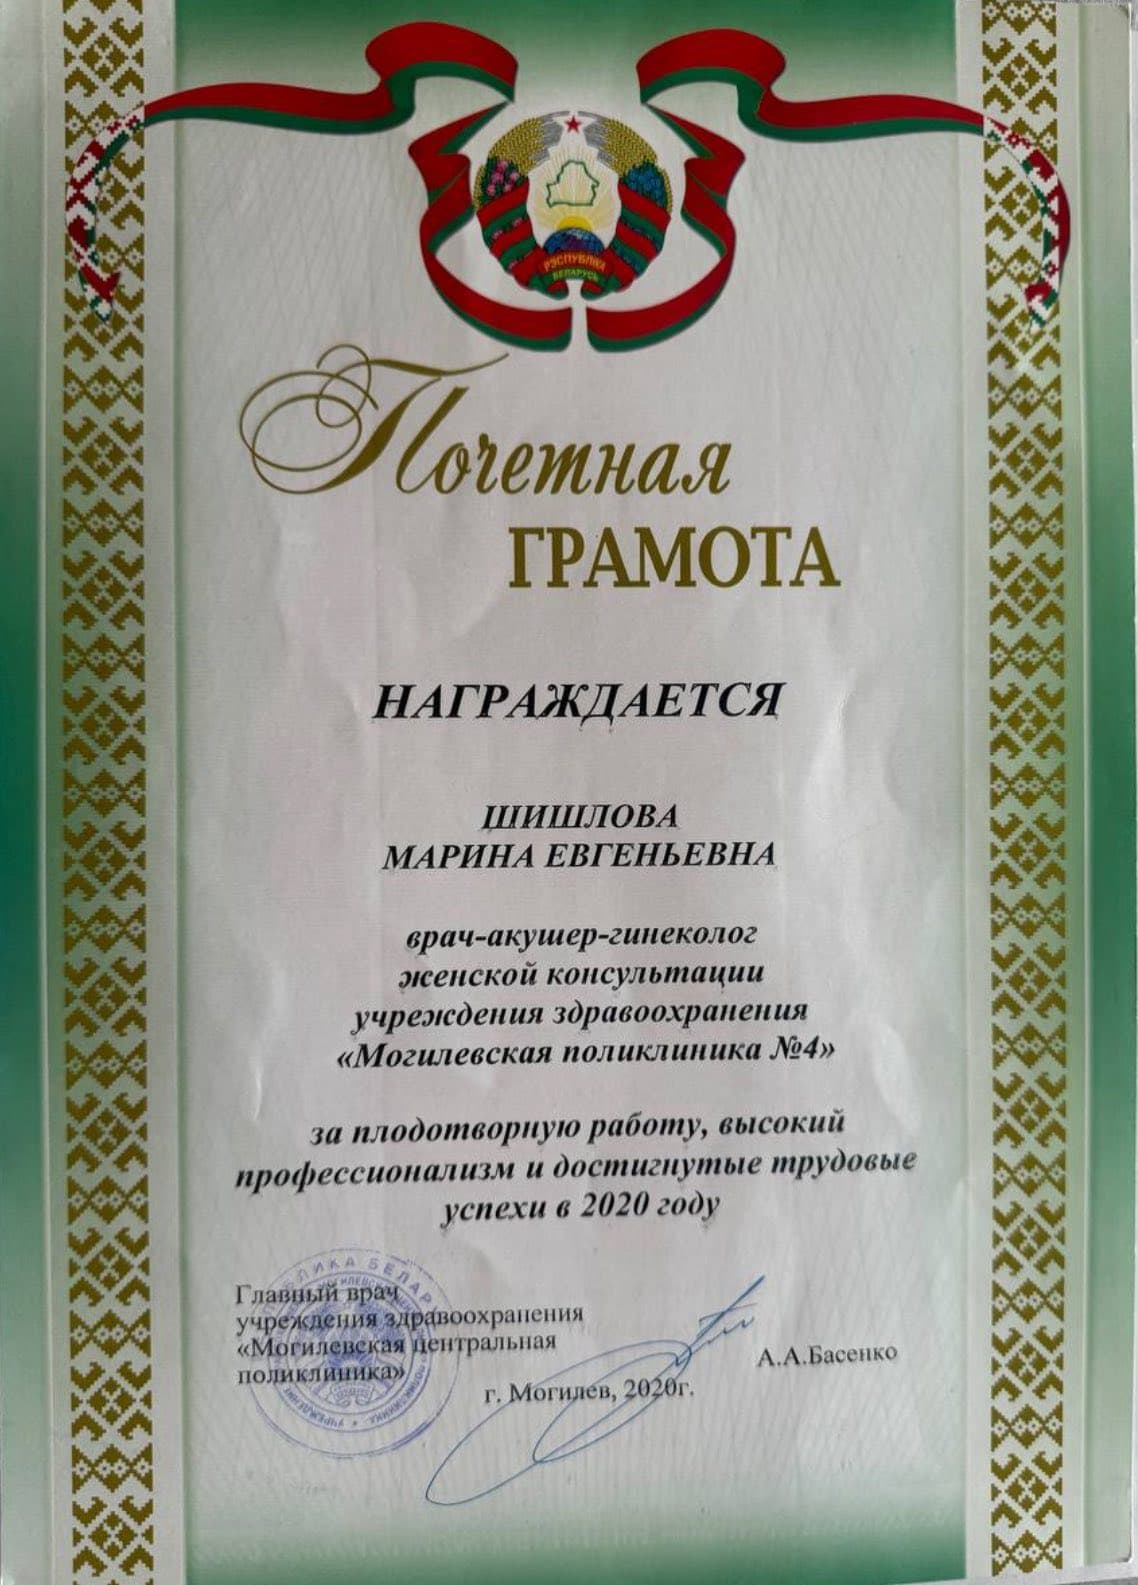 РЭСПУБЛІКА
БЕЛАРУСЬ
Почетная
ГРАМОТА
НАГРАЖДАЕТСЯ
ШИШЛОВА
МАРИНА ЕВГЕНЬЕВНА
врач-акушер-гинеколог
женской консультации
учреждения здравоохранения
«Могилевская поликлиника №4»
за плодотворную работу, высокий
профессионализм и достигнутые трудовые
успехи в 2020 году
Главный врач
учреждения здравоохранения
«Могилевская центральная
поликлиника»
А.А.Басенко
г. Могилев, 2020г.